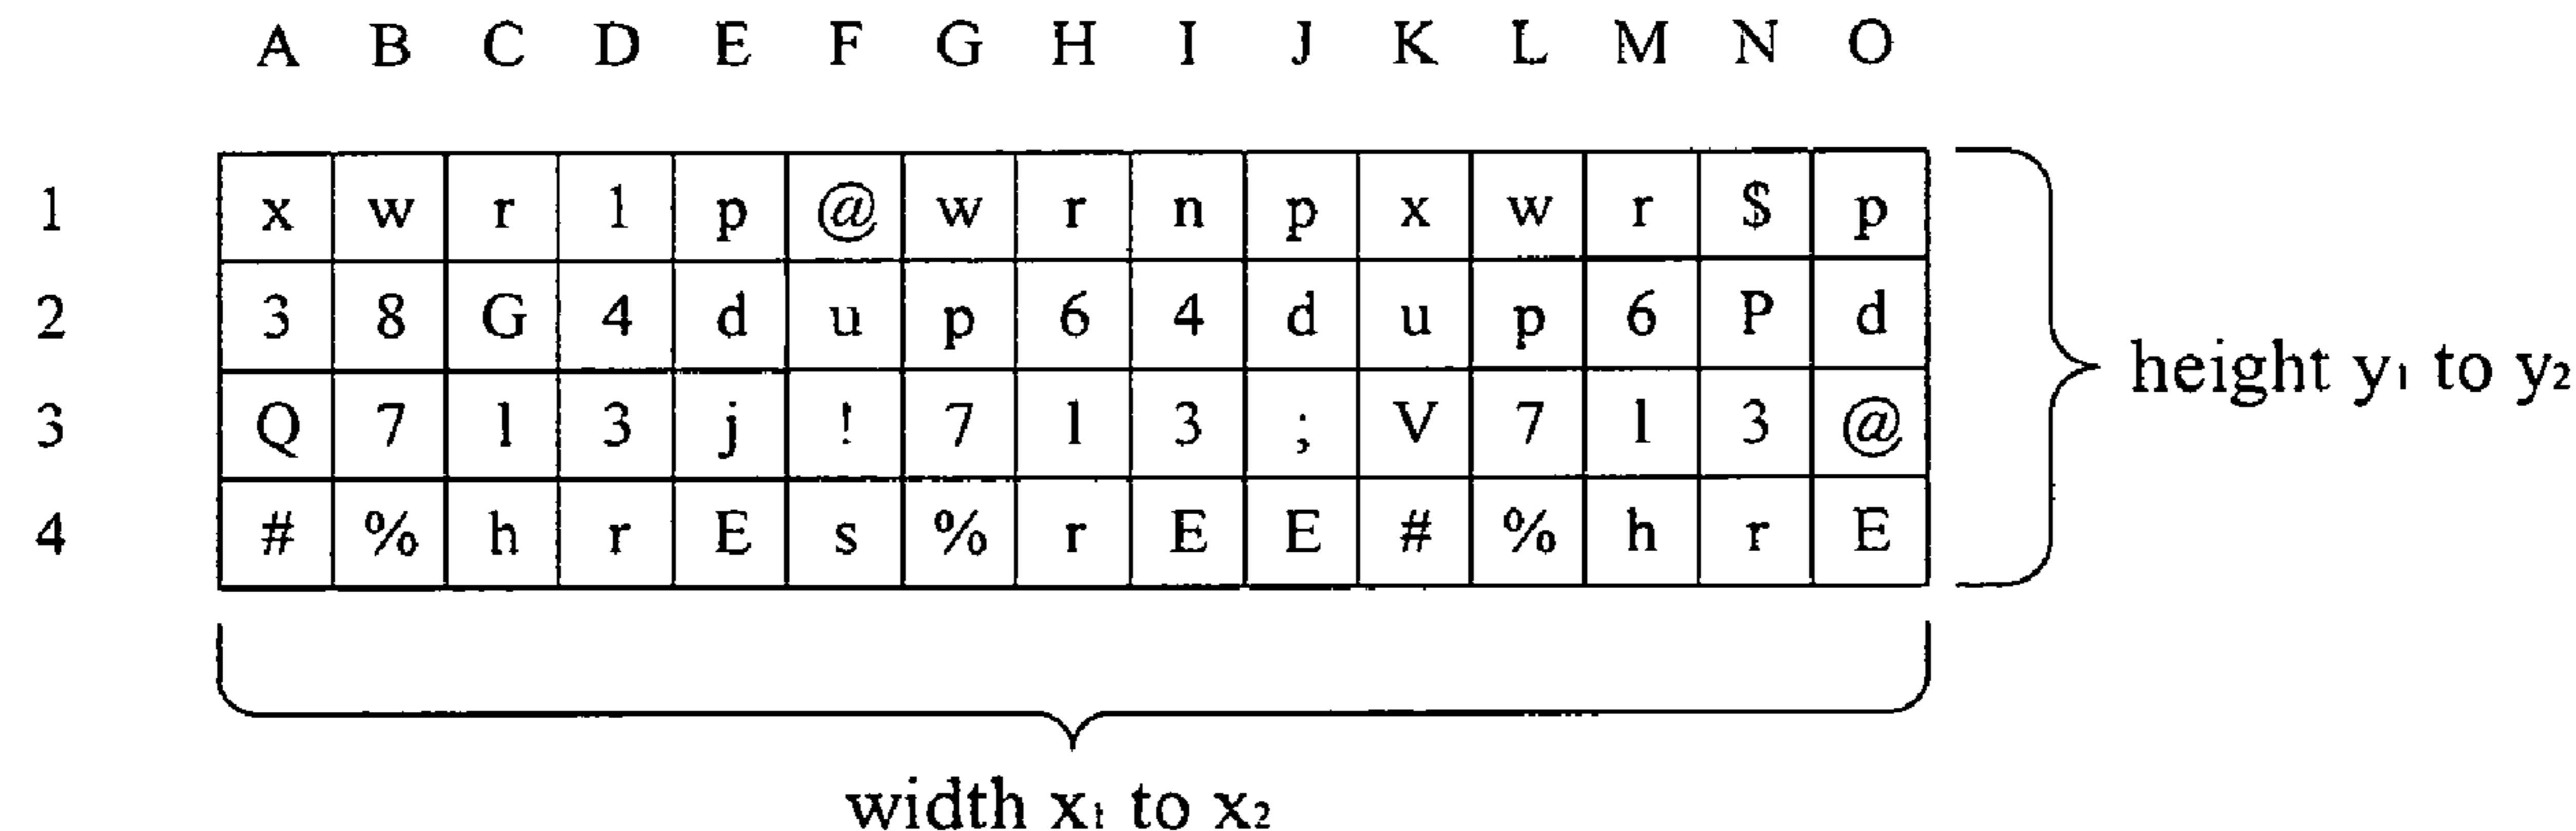 A B C D E F G H I J K L M N O
1 x w r 1 p @ w r n p x w r $ p
2 3 8 G 4 d u p 6 4 d u p 6 P d
3 Q 7 l 3 j ! 7 l 3 ; V 7 l 3 @
4 # % h r E s % r E E # % h r E
height y₁ to y₂
width x₁ to x₂